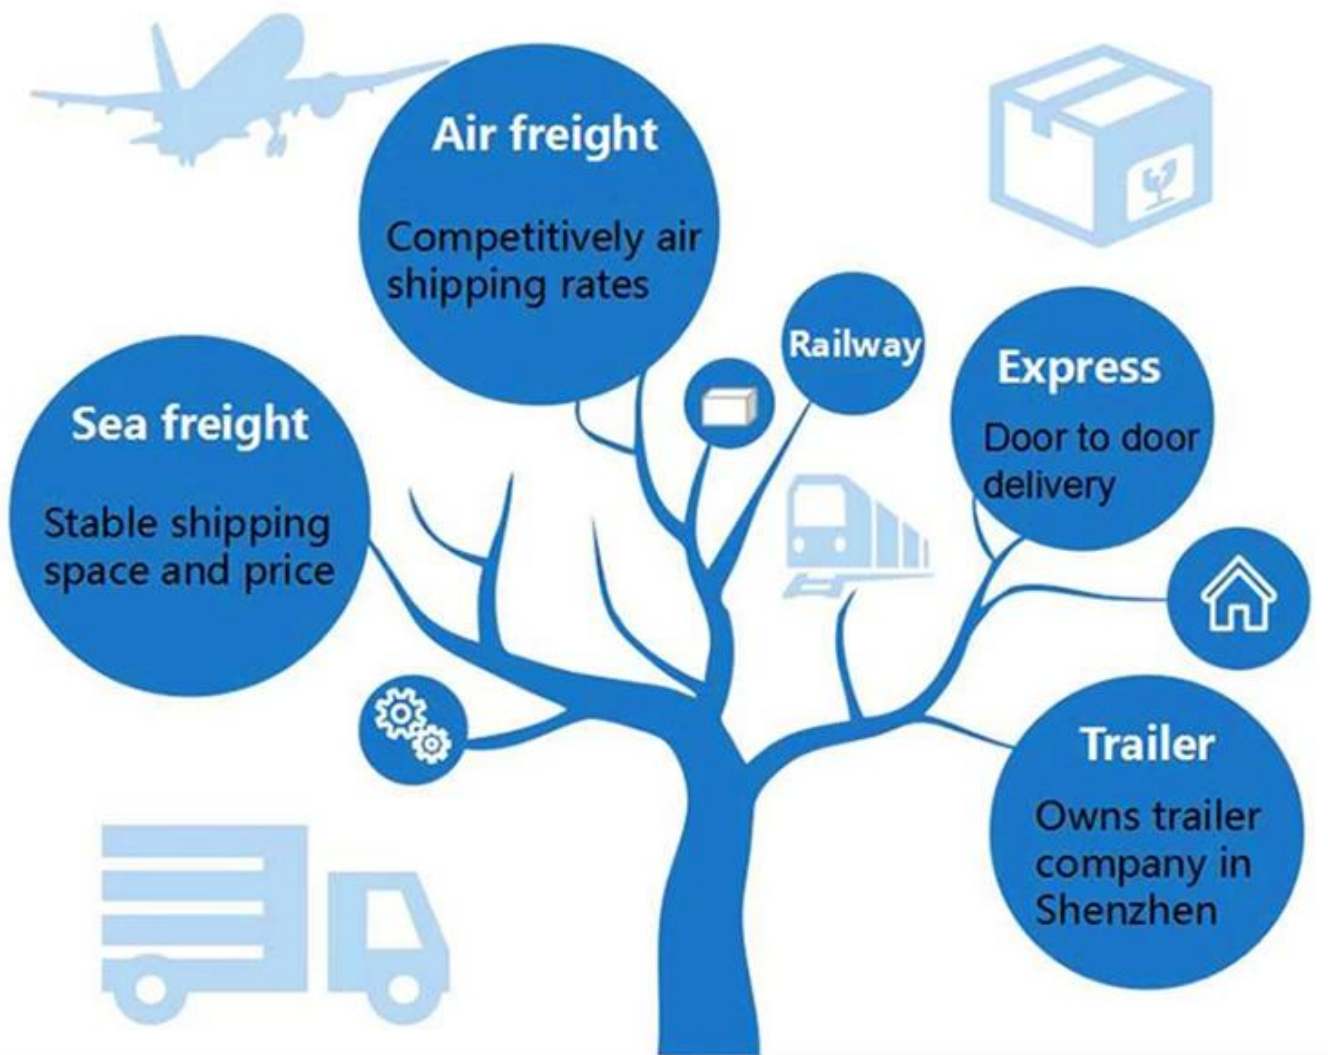 Air freight
Competitively air
shipping rates
Railway
Express
Door to door
delivery
Sea freight
Stable shipping
space and price
Trailer
Owns trailer
company in
Shenzhen